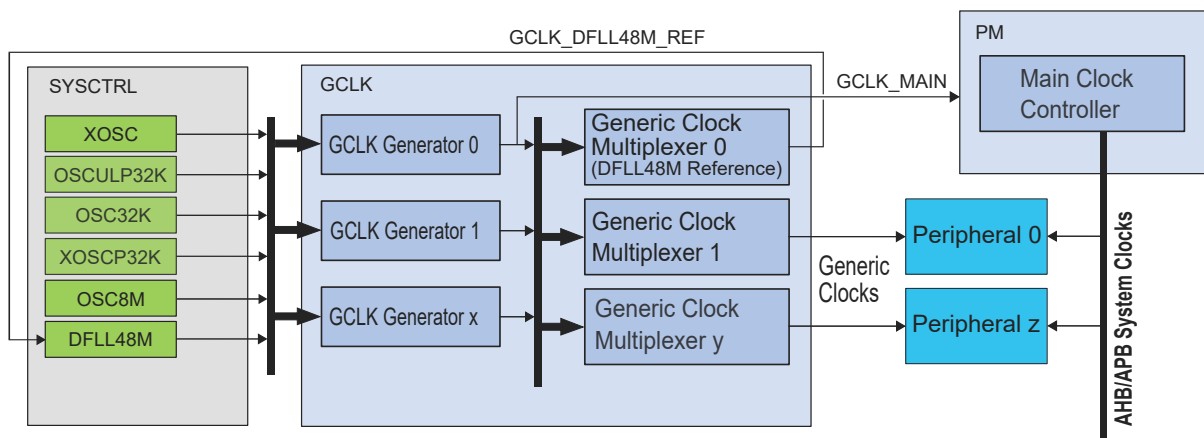 GCLK_DFLL48M_REF
SYSCTRL
XOSC
OSCULP32K
OSC32K
XOSCP32K
OSC8M
DFLL48M
GCLK
GCLK Generator 0
GCLK Generator 1
GCLK Generator x
Generic Clock
Multiplexer 0
(DFLL48M Reference)
Generic Clock
Multiplexer 1
Generic Clock
Multiplexer y
GCLK_MAIN
PM
Main Clock
Controller
Generic
Clocks
Peripheral 0
Peripheral z
AHB/APB System Clocks